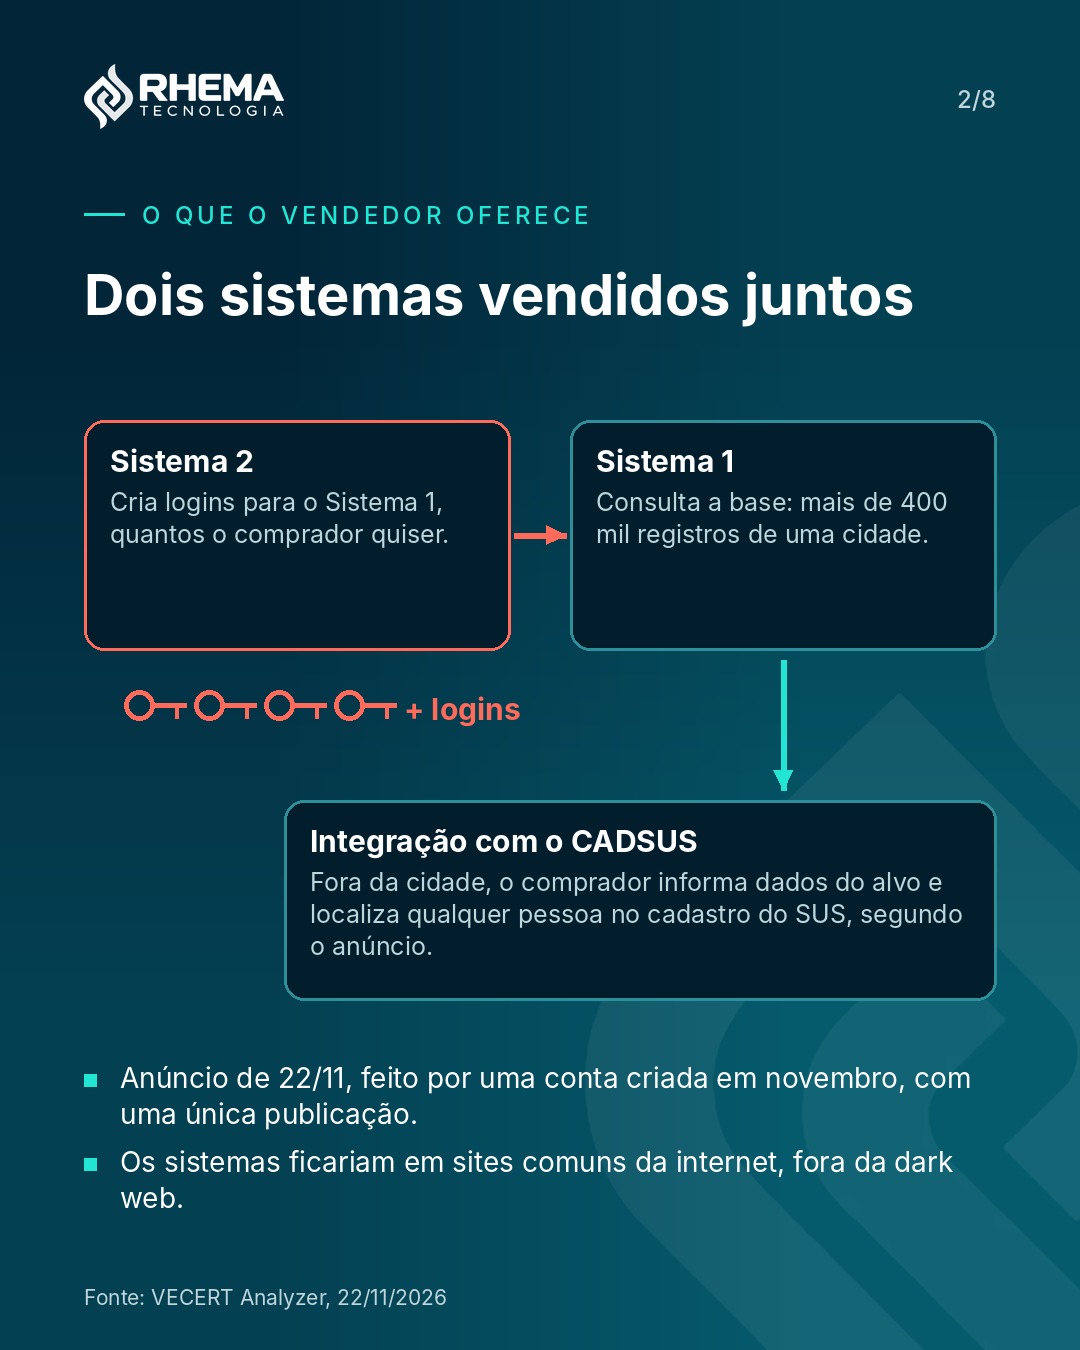 RHEMA
TECNOLOGIA
2/8
O QUE O VENDEDOR OFERECE
Dois sistemas vendidos juntos
Sistema 2
Cria logins para o Sistema 1,
quantos o comprador quiser.
Sistema 1
Consulta a base: mais de 400
mil registros de uma cidade.
+ logins
Integração com o CADSUS
Fora da cidade, o comprador informa dados do alvo e
localiza qualquer pessoa no cadastro do SUS, segundo
o anúncio.
Anúncio de 22/11, feito por uma conta criada em novembro, com
uma única publicação.
Os sistemas ficariam em sites comuns da internet, fora da dark
web.
Fonte: VECERT Analyzer, 22/11/2026